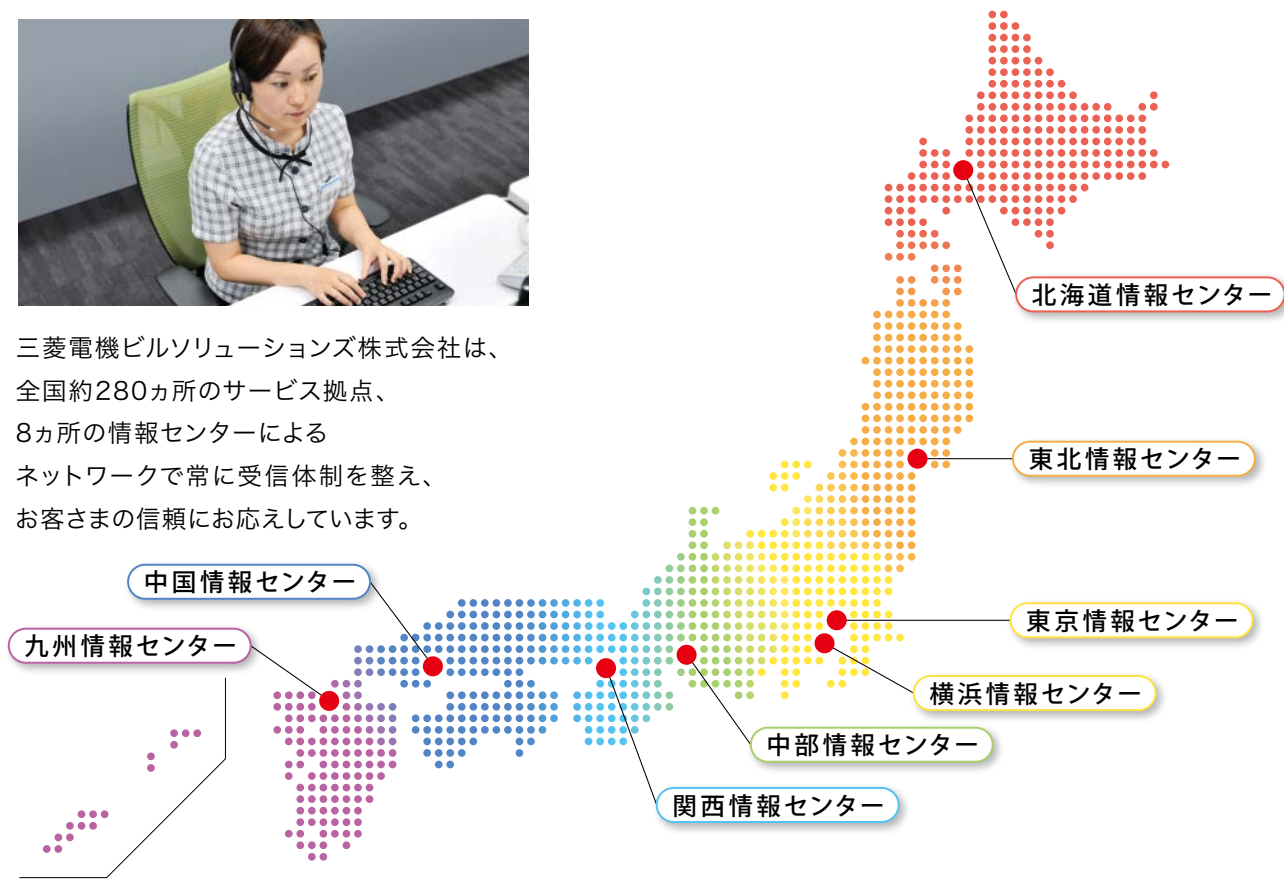 三菱電機ビルソリューションズ株式会社は、
全国約280ヵ所のサービス拠点、
8ヵ所の情報センターによる
ネットワークで常に受信体制を整え、
お客さまの信頼にお応えしています。
北海道情報センター
東北情報センター
中国情報センター
九州情報センター
東京情報センター
横浜情報センター
中部情報センター
関西情報センター